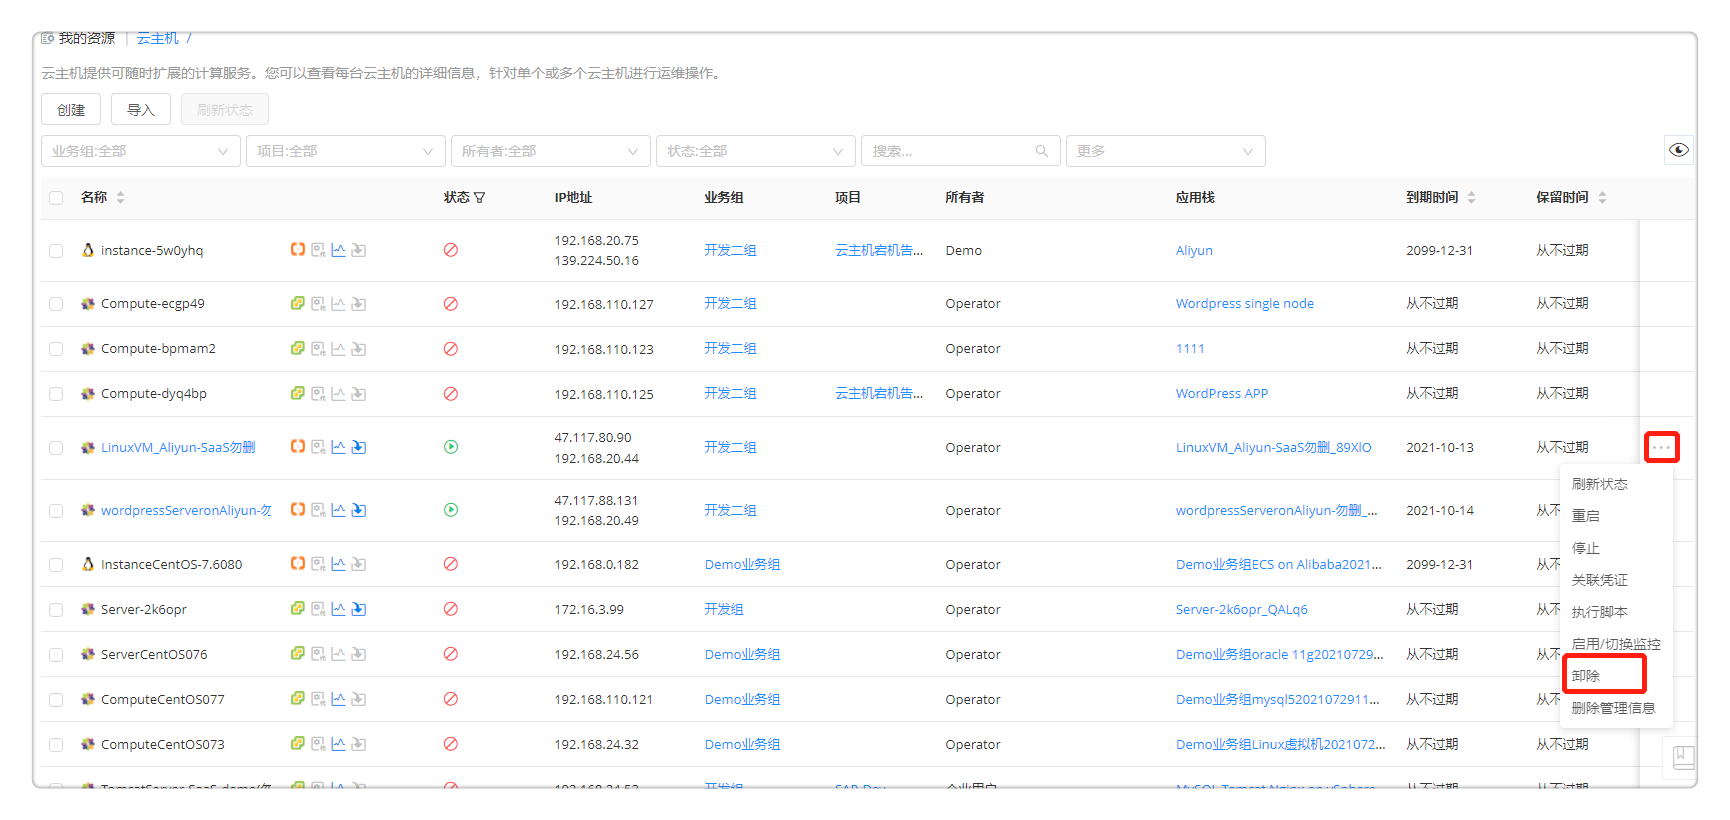 我的资源 | 云主机 /
云主机提供可随时扩展的计算服务。您可以查看每台云主机的详细信息，针对单个或多个云主机进行运维操作。
创建 导入 刷新状态
业务组:全部 项目:全部 所有者:全部 状态:全部 搜索... 更多
名称 状态 IP地址 业务组 项目 所有者 应用栈 到期时间 保留时间
instance-5w0yhq 192.168.20.75 开发二组 云主机宕机告... Demo Aliyun 2099-12-31 从不过期
139.224.50.16
Compute-ecgp49 192.168.110.127 开发二组 Operator Wordpress single node 从不过期 从不过期
Compute-bpmam2 192.168.110.123 开发二组 Operator 1111 从不过期 从不过期
Compute-dyq4bp 192.168.110.125 开发二组 云主机宕机告... Operator WordPress APP 从不过期 从不过期
LinuxVM_Aliyun-SaaS勿删 47.117.80.90 开发二组 Operator LinuxVM_Aliyun-SaaS勿删_89XlO 2021-10-13 从不过期 ...
192.168.20.44
刷新状态
wordpressServeronAliyun-勿 47.117.88.131 开发二组 Operator wordpressServeronAliyun-勿删_... 2021-10-14 从不
192.168.20.49
重启
停止
InstanceCentOS-7.6080 192.168.0.182 Demo业务组 Operator Demo业务组ECS on Alibaba2021... 2099-12-31 从不
关联凭证
Server-2k6opr 172.16.3.99 开发组 Operator Server-2k6opr_QALq6 从不过期 从不
执行脚本
启用/切换监控
ServerCentOS076 192.168.24.56 Demo业务组 Operator Demo业务组oracle 11g20210729... 从不过期 从不
卸除
ComputeCentOS077 192.168.110.121 Demo业务组 Operator Demo业务组mysql52021072911... 从不过期 从不
删除管理信息
ComputeCentOS073 192.168.24.32 Demo业务组 Operator Demo业务组Linux虚拟机2021072... 从不过期 从不过期